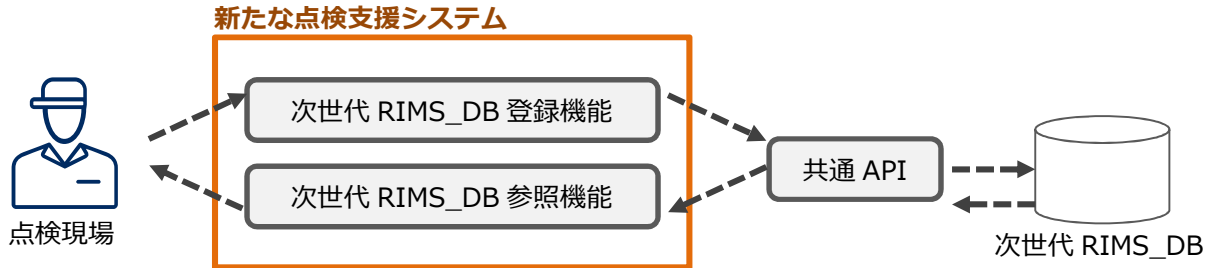 新たな点検支援システム
次世代 RIMS_DB 登録機能
次世代 RIMS_DB 参照機能
共通 API
点検現場
次世代 RIMS_DB